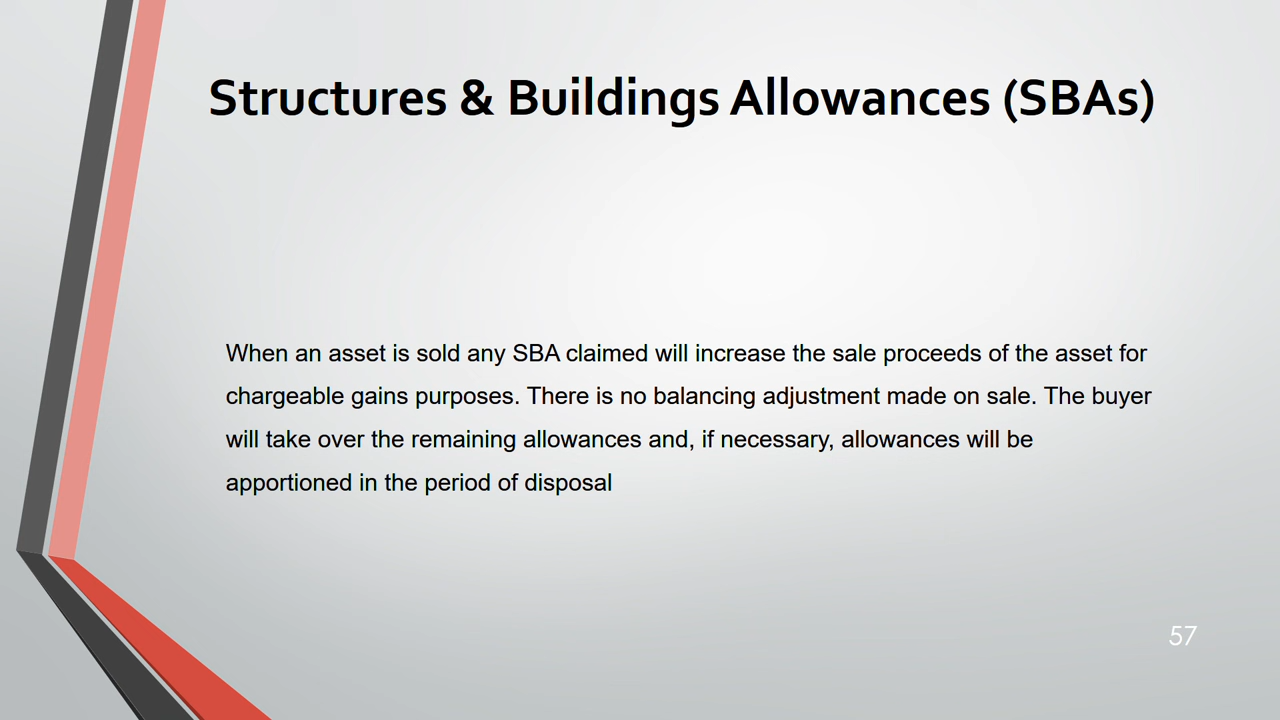 Structures & Buildings Allowances (SBAs)
When an asset is sold any SBA claimed will increase the sale proceeds of the asset for
chargeable gains purposes. There is no balancing adjustment made on sale. The buyer
will take over the remaining allowances and, if necessary, allowances will be
apportioned in the period of disposal
57